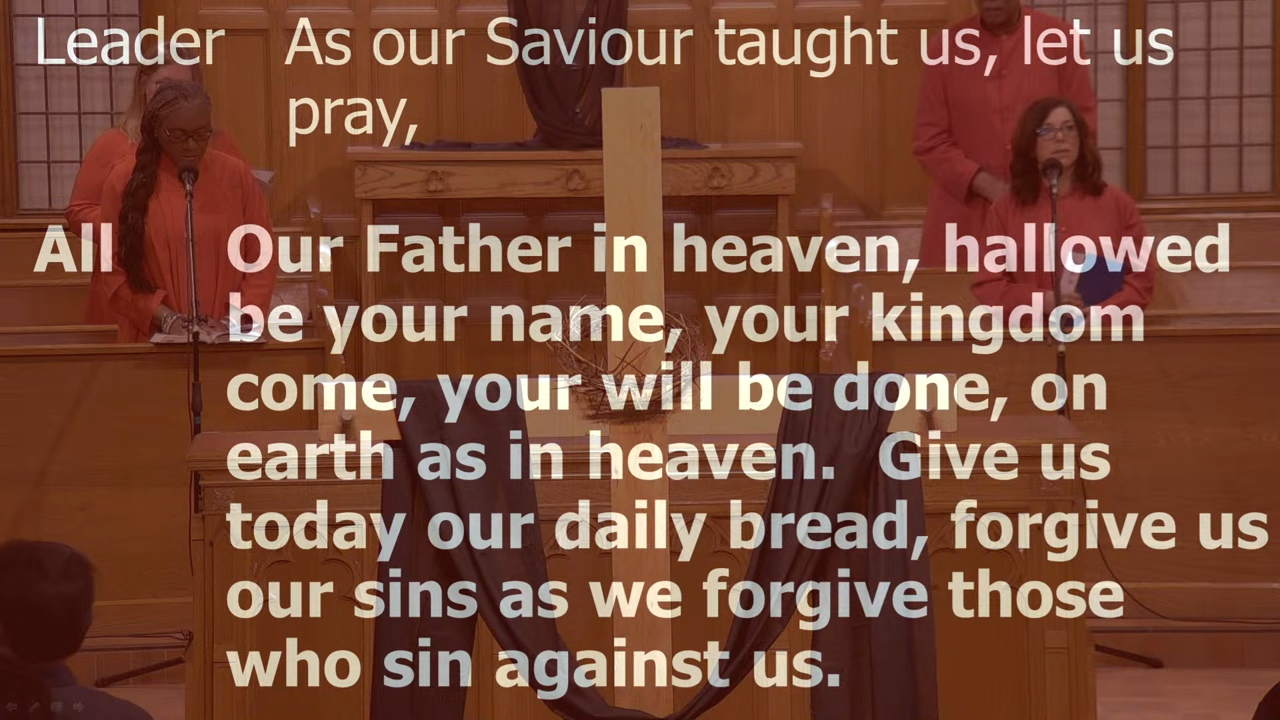 Leader As our Saviour taught us, let us
pray,
All Our Father in heaven, hallowed
be your name, your kingdom
come, your will be done, on
earth as in heaven. Give us
today our daily bread, forgive us
our sins as we forgive those
who sin against us.